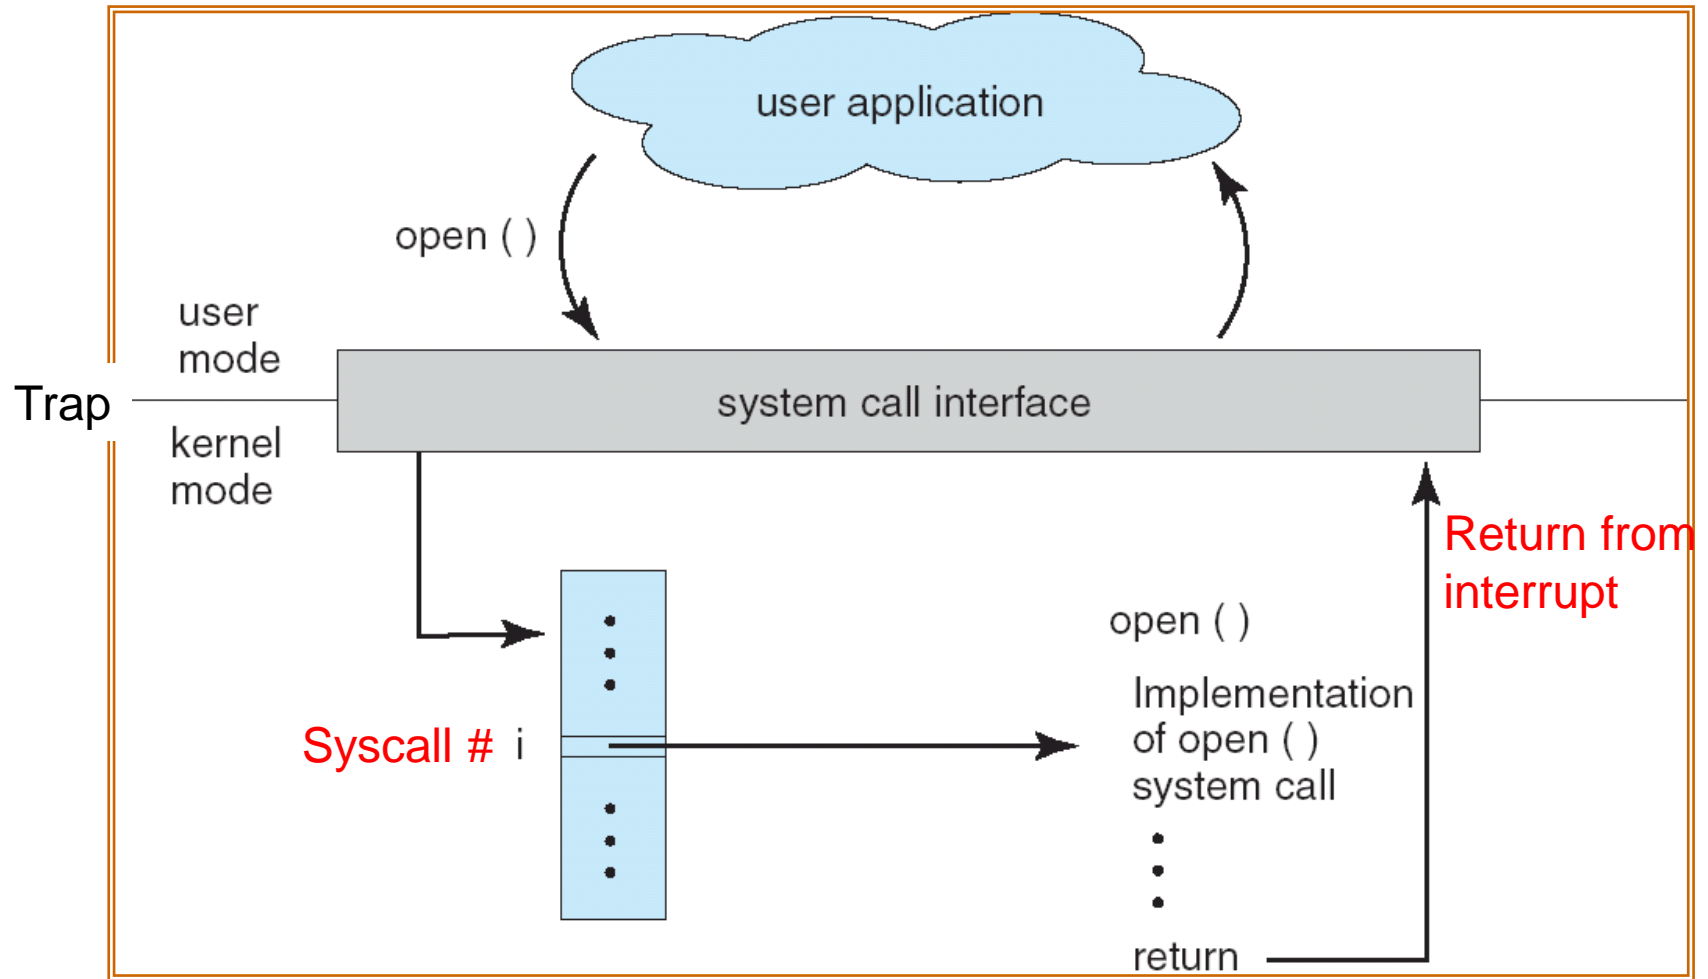 user application
open ( )
user
mode
Trap
system call interface
kernel
mode
Return from
interrupt
open ( )
Implementation
of open ( )
system call
Syscall # i
return